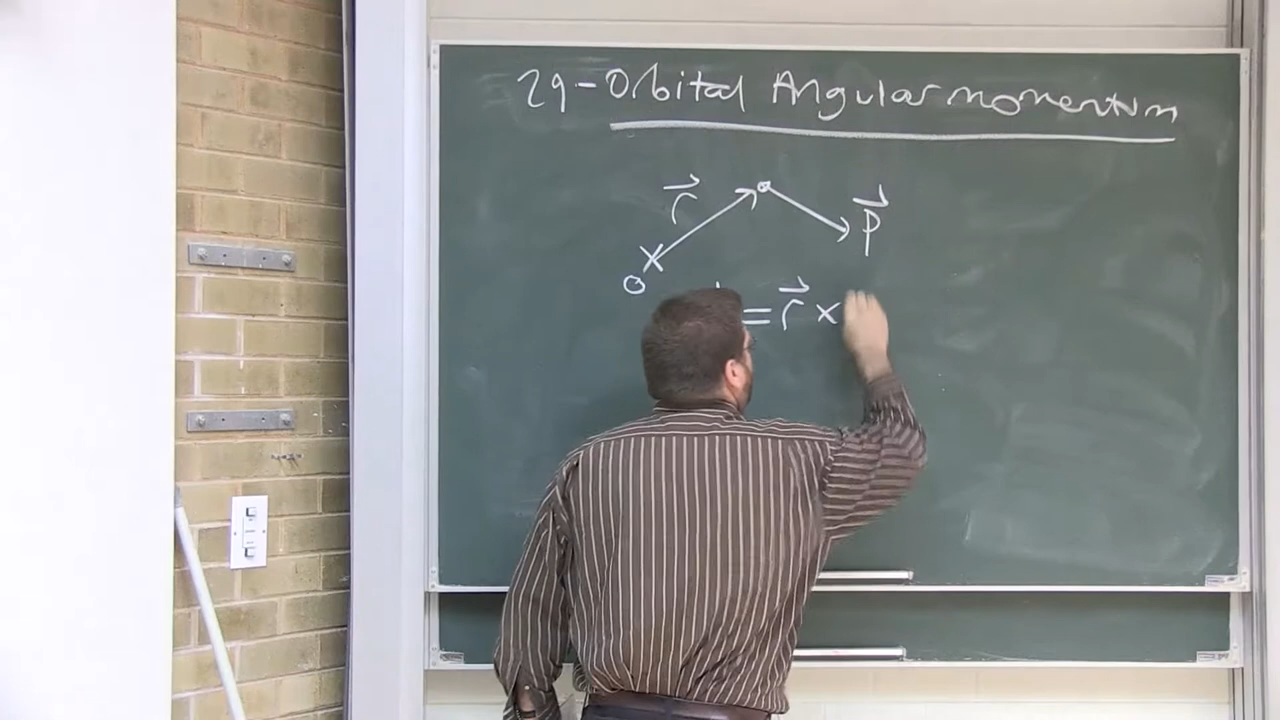 29-Orbital Angular momentum
r p
O
= r ×